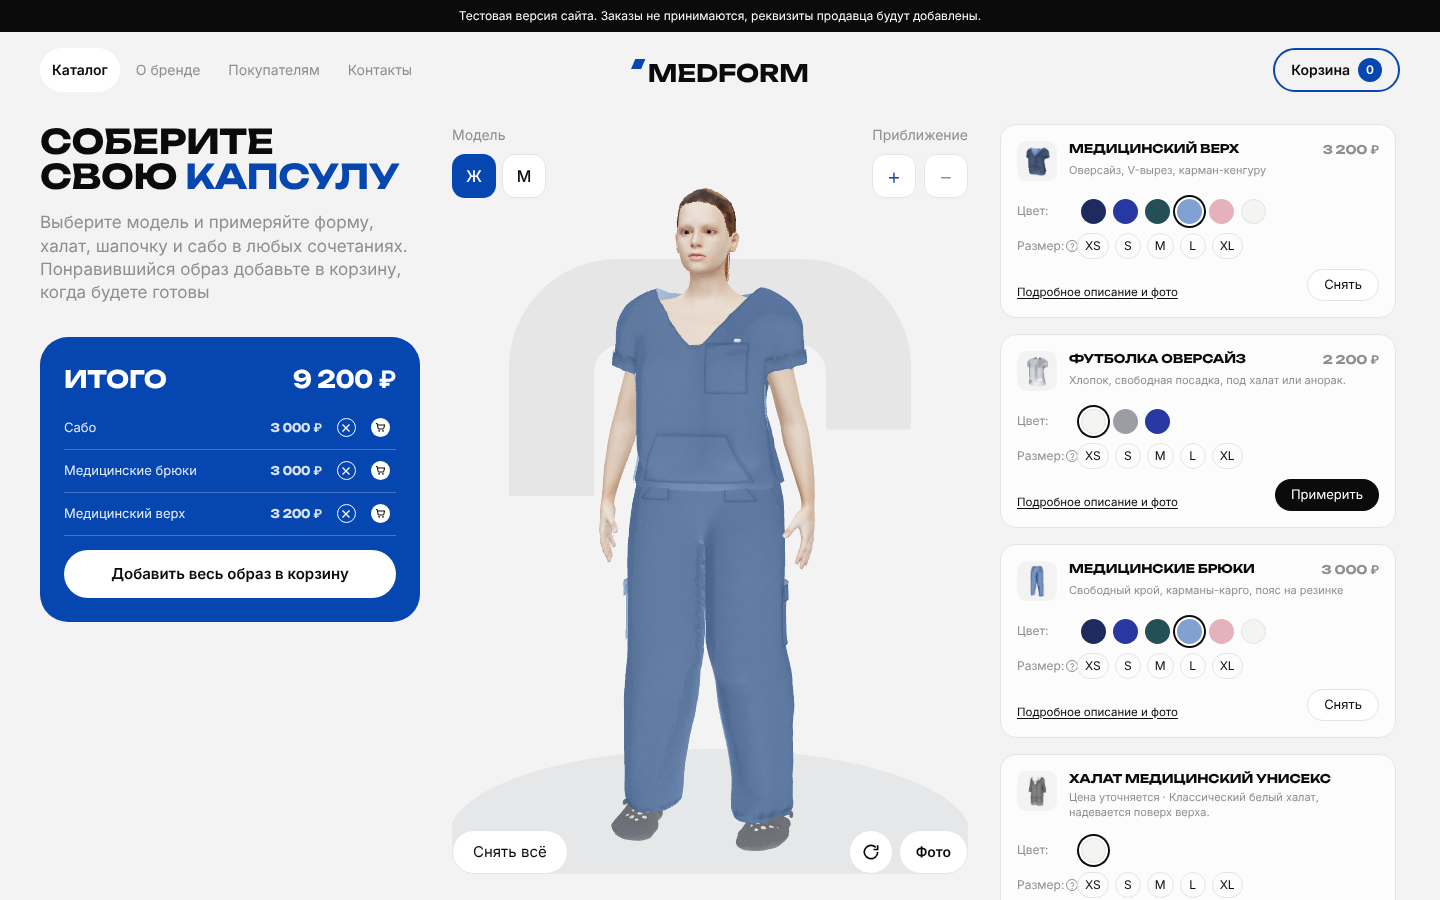 Тестовая версия сайта. Заказы не принимаются, реквизиты продавца будут добавлены.
Каталог
О бренде
Покупателям
Контакты
MEDFORM
Корзина 0
СОБЕРИТЕ
СВОЮ КАПСУЛУ
Выберите модель и примеряйте форму,
халат, шапочку и сабо в любых сочетаниях.
Понравившийся образ добавьте в корзину,
когда будете готовы
ИТОГО 9 200 ₽
Сабо 3 000 ₽
Медицинские брюки 3 000 ₽
Медицинский верх 3 200 ₽
Добавить весь образ в корзину
Модель
Ж М
Приближение
+ −
Снять всё
Фото
МЕДИЦИНСКИЙ ВЕРХ 3 200 ₽
Оверсайз, V-вырез, карман-кенгуру
Цвет:
Размер: ? XS S M L XL
Подробное описание и фото
Снять
ФУТБОЛКА ОВЕРСАЙЗ 2 200 ₽
Хлопок, свободная посадка, под халат или анорак.
Цвет:
Размер: ? XS S M L XL
Подробное описание и фото
Примерить
МЕДИЦИНСКИЕ БРЮКИ 3 000 ₽
Свободный крой, карманы-карго, пояс на резинке
Цвет:
Размер: ? XS S M L XL
Подробное описание и фото
Снять
ХАЛАТ МЕДИЦИНСКИЙ УНИСЕКС
Цена уточняется · Классический белый халат,
надевается поверх верха.
Цвет:
Размер: ? XS S M L XL